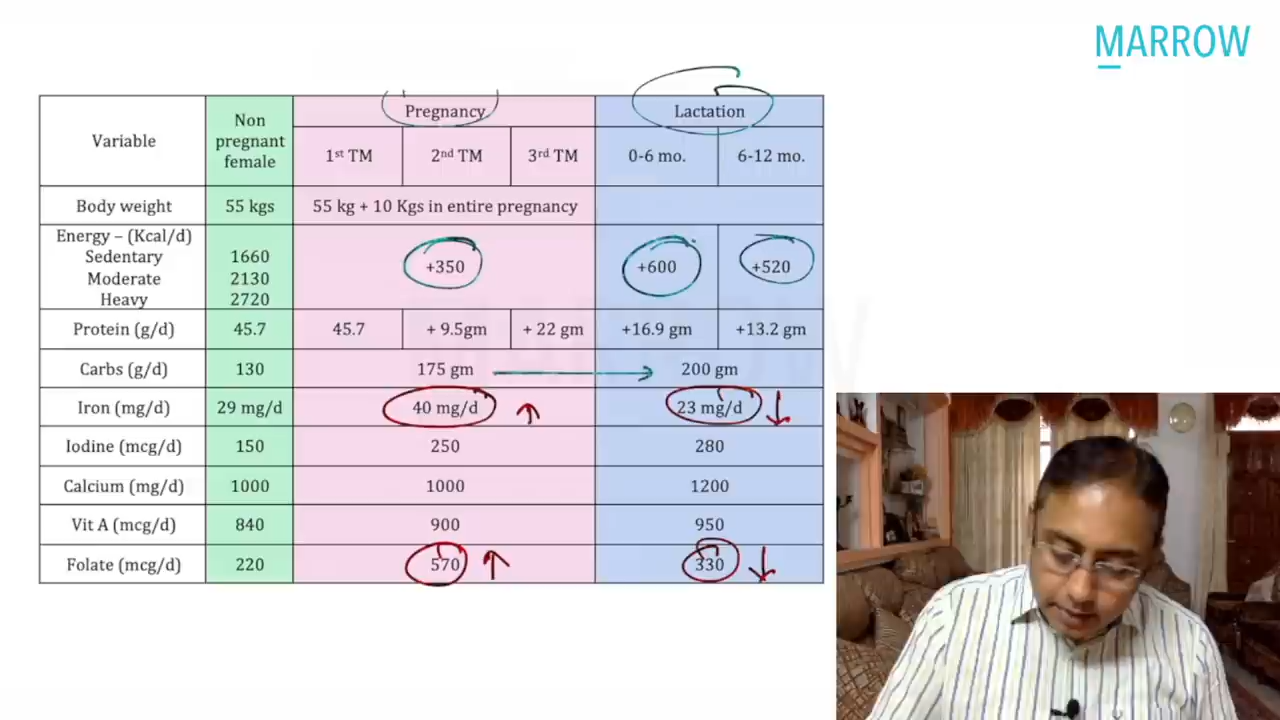 MARROW
Variable Non pregnant female Pregnancy Lactation
1st TM 2nd TM 3rd TM 0-6 mo. 6-12 mo.
Body weight 55 kgs 55 kg + 10 Kgs in entire pregnancy
Energy – (Kcal/d)
Sedentary 1660
Moderate 2130
Heavy 2720
+350 +600 +520
Protein (g/d) 45.7 45.7 + 9.5gm + 22 gm +16.9 gm +13.2 gm
Carbs (g/d) 130 175 gm 200 gm
Iron (mg/d) 29 mg/d 40 mg/d 23 mg/d
Iodine (mcg/d) 150 250 280
Calcium (mg/d) 1000 1000 1200
Vit A (mcg/d) 840 900 950
Folate (mcg/d) 220 570 330